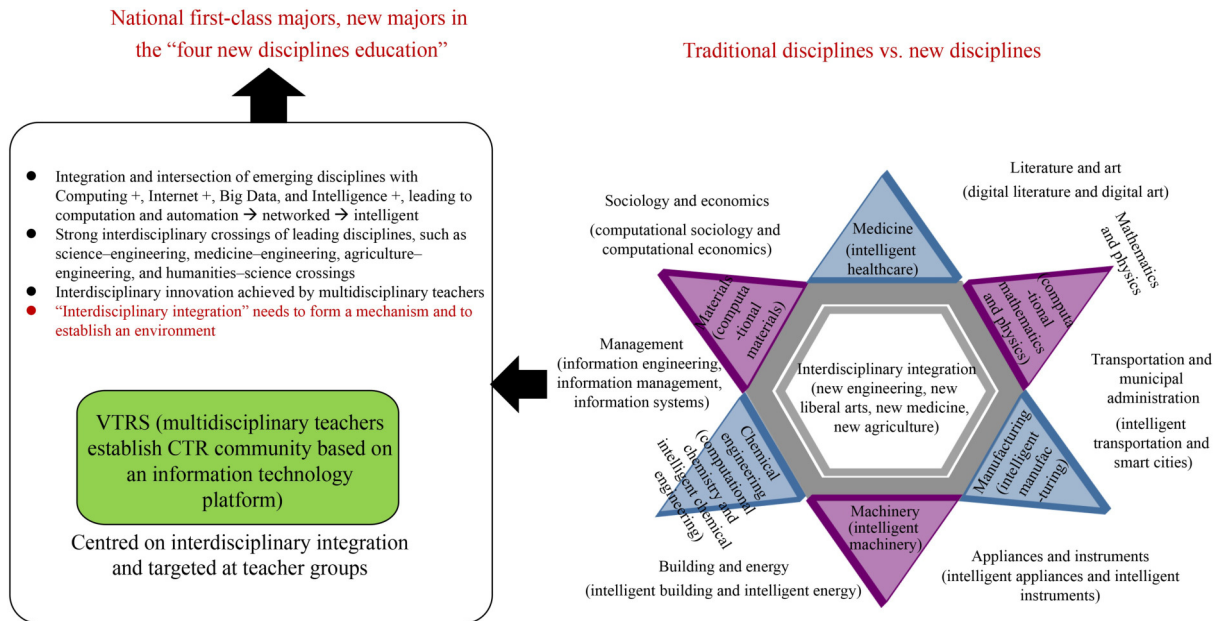 National first-class majors, new majors in
the “four new disciplines education”
● Integration and intersection of emerging disciplines with
Computing +, Internet +, Big Data, and Intelligence +, leading to
computation and automation → networked → intelligent
● Strong interdisciplinary crossings of leading disciplines, such as
science–engineering, medicine–engineering, agriculture–
engineering, and humanities–science crossings
● Interdisciplinary innovation achieved by multidisciplinary teachers
● “Interdisciplinary integration” needs to form a mechanism and to
establish an environment
VTRS (multidisciplinary teachers
establish CTR community based on
an information technology
platform)
Centred on interdisciplinary integration
and targeted at teacher groups
Traditional disciplines vs. new disciplines
Literature and art
(digital literature and digital art)
Sociology and economics
(computational sociology and
computational economics)
Medicine
(intelligent
healthcare)
Mathematics
and physics
(computa
-tional
mathematics
and physics)
Materials
(computa
-tional
materials)
Management
(information engineering,
information management,
information systems)
Interdisciplinary integration
(new engineering, new
liberal arts, new medicine,
new agriculture)
Transportation and
municipal
administration
(intelligent
transportation and
smart cities)
Chemical
engineering
(computational
chemistry and
intelligent chemical
engineering)
Manufacturing
(intelligent
manufac
-turing)
Machinery
(intelligent
machinery)
Building and energy
(intelligent building and intelligent energy)
Appliances and instruments
(intelligent appliances and intelligent
instruments)